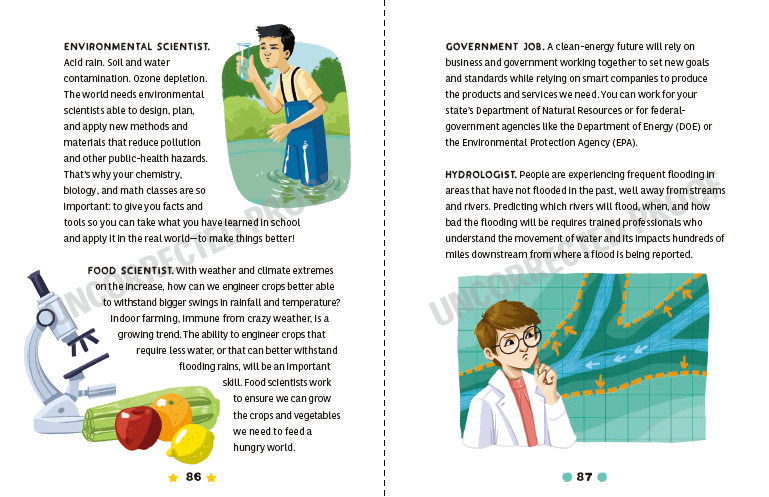 ENVIRONMENTAL SCIENTIST.
Acid rain. Soil and water
contamination. Ozone depletion.
The world needs environmental
scientists able to design, plan,
and apply new methods and
materials that reduce pollution
and other public-health hazards.
That's why your chemistry,
biology, and math classes are so
important: to give you facts and
tools so you can take what you have learned in school
and apply it in the real world—to make things better!
FOOD SCIENTIST. With weather and climate extremes
on the increase, how can we engineer crops better able
to withstand bigger swings in rainfall and temperature?
Indoor farming, immune from crazy weather, is a
growing trend. The ability to engineer crops that
require less water, or that can better withstand
flooding rains, will be an important
skill. Food scientists work
to ensure we can grow
the crops and vegetables
we need to feed a
hungry world.
UNCORRECTED PROOF
86
GOVERNMENT JOB. A clean-energy future will rely on
business and government working together to set new goals
and standards while relying on smart companies to produce
the products and services we need. You can work for your
state's Department of Natural Resources or for federal-
government agencies like the Department of Energy (DOE) or
the Environmental Protection Agency (EPA).
HYDROLOGIST. People are experiencing frequent flooding in
areas that have not flooded in the past, well away from streams
and rivers. Predicting which rivers will flood, when, and how
bad the flooding will be requires trained professionals who
understand the movement of water and its impacts hundreds of
miles downstream from where a flood is being reported.
UNCORRECTED PROOF
87